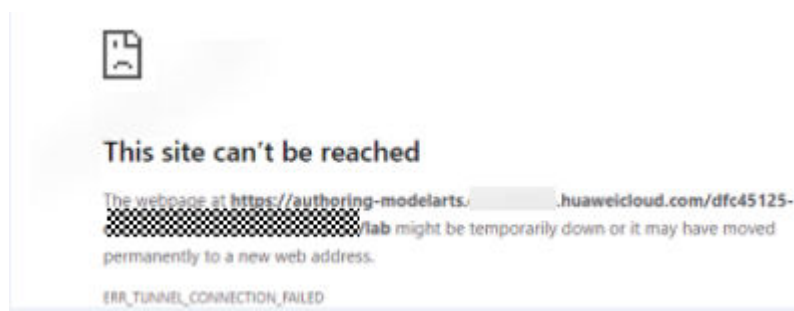 This site can't be reached
The webpage at https://authoring-modelarts. .huaweicloud.com/dfc45125-
/lab might be temporarily down or it may have moved
permanently to a new web address.
ERR_TUNNEL_CONNECTION_FAILED